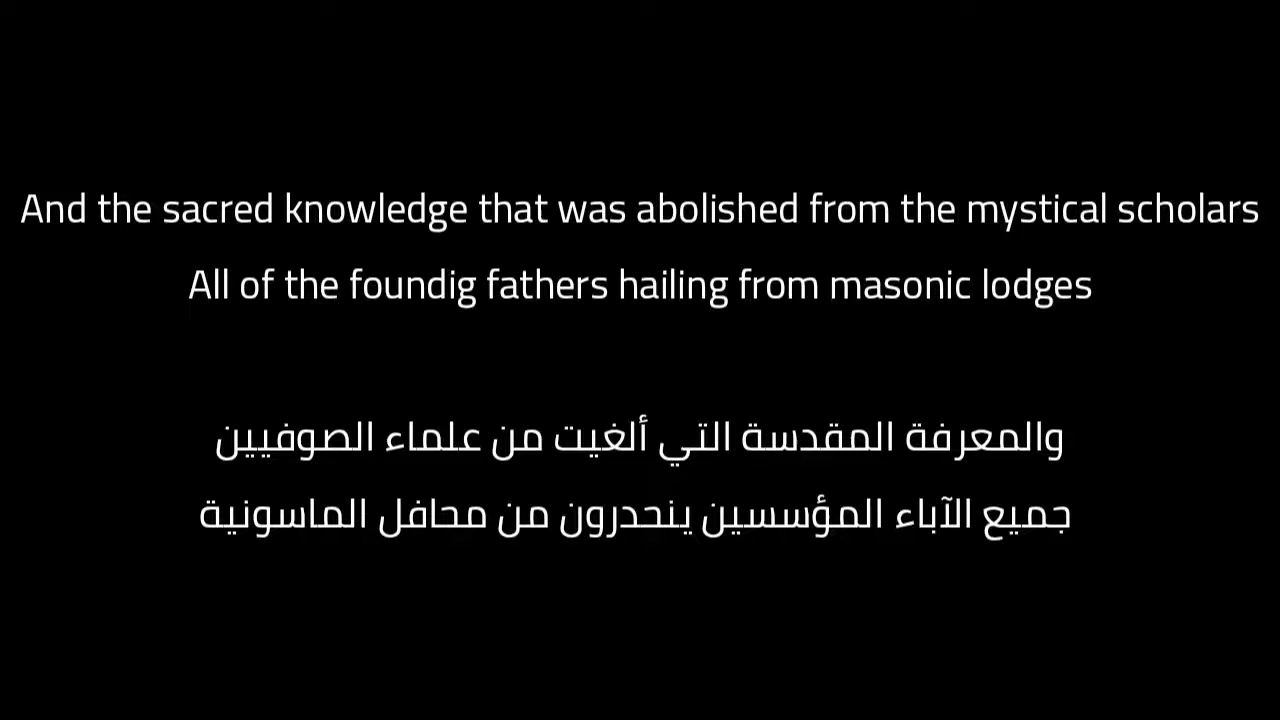 And the sacred knowledge that was abolished from the mystical scholars
All of the foundig fathers hailing from masonic lodges
والمعرفة المقدسة التي ألغيت من علماء الصوفيين
جميع الآباء المؤسسين ينحدرون من محافل الماسونية